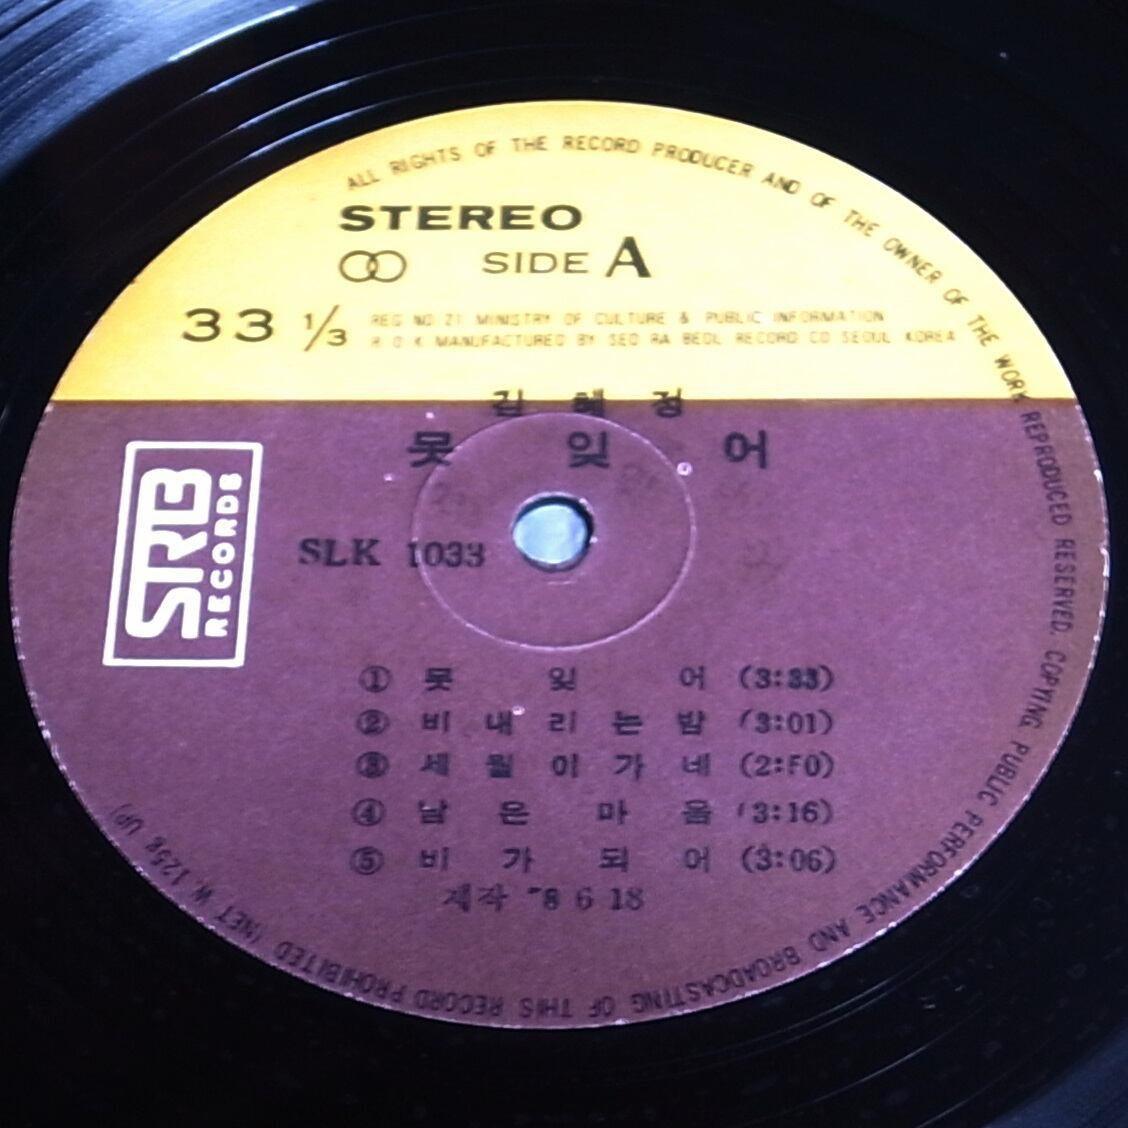 ALL RIGHTS OF THE RECORD PRODUCER AND OF THE OWNER OF THE WORK REPRODUCED RESERVED. COPYING, PUBLIC PERFORMANCE AND BROADCASTING OF THIS RECORD PROHIBITED (NET W. 125g UP)
STEREO
SIDE A
33 1/3
REG NO 21 MINISTRY OF CULTURE & PUBLIC INFORMATION
R O K MANUFACTURED BY SEO RA BEOL RECORD CO SEOUL KOREA
김 혜 정
못 잊 어
SRB RECORDS
SLK 1033
① 못 잊 어 (3:33)
② 비 내 리 는 밤 (3:01)
③ 세 월 이 가 네 (2:F0)
④ 남 은 마 음 (3:16)
⑤ 비 가 되 어 (3:06)
제작 8 6 18